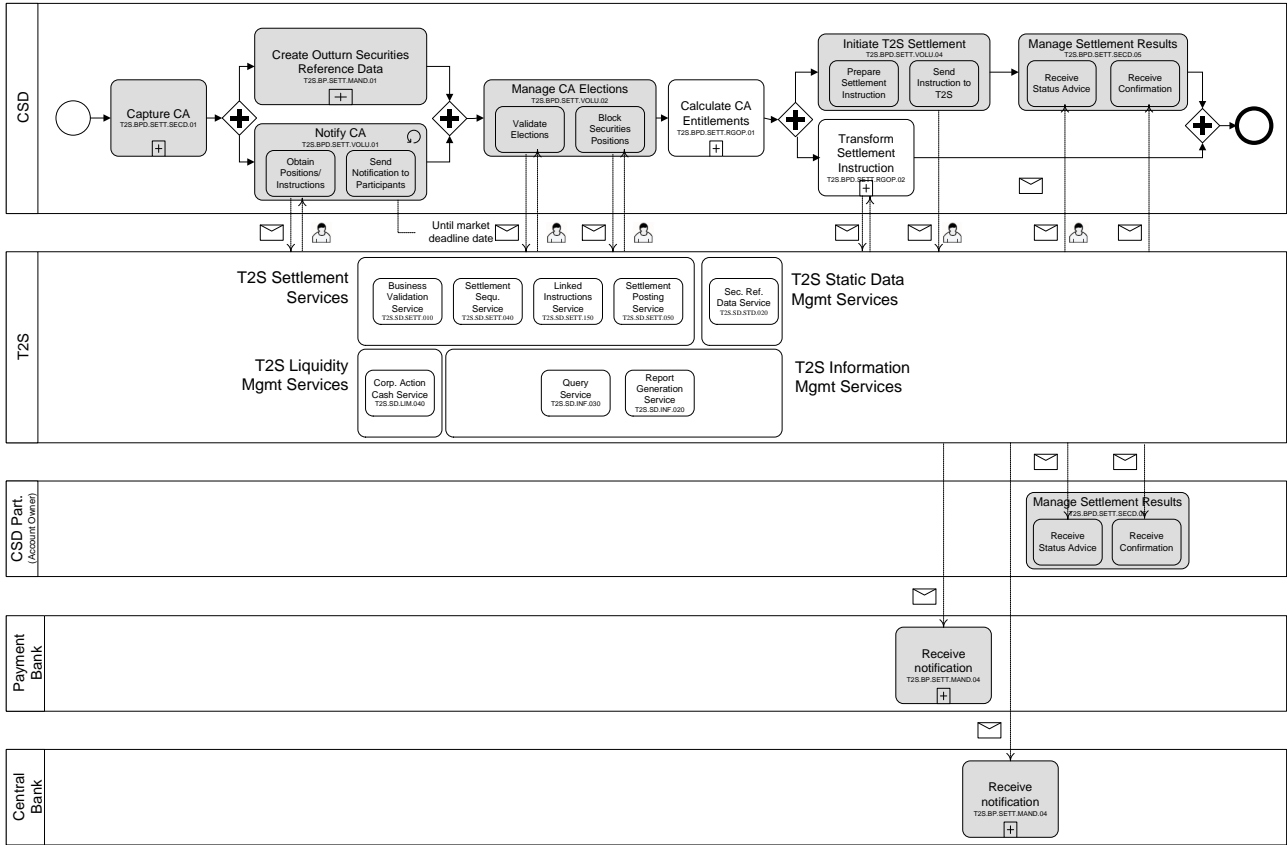 CSD
Capture CA
T2S.BPD.SETT.SECD.01
Create Outturn Securities
Reference Data
T2S.BP.SETT.MAND.01
Notify CA
T2S.BPD.SETT.VOLU.01
Obtain
Positions/
Instructions
Send
Notification to
Participants
Until market
deadline date
Manage CA Elections
T2S.BPD.SETT.VOLU.02
Validate
Elections
Block
Securities
Positions
Calculate CA
Entitlements
T2S.BPD.SETT.RGOP.01
Initiate T2S Settlement
T2S.BPD.SETT.VOLU.04
Prepare
Settlement
Instruction
Send
Instruction to
T2S
Transform
Settlement
Instruction
T2S.BPD.SETT.RGOP.02
Manage Settlement Results
T2S.BPD.SETT.SECD.05
Receive
Status Advice
Receive
Confirmation
T2S
T2S Settlement
Services
Business
Validation
Service
T2S.SD.SETT.010
Settlement
Sequ.
Service
T2S.SD.SETT.040
Linked
Instructions
Service
T2S.SD.SETT.150
Settlement
Posting
Service
T2S.SD.SETT.050
Sec. Ref.
Data Service
T2S.SD.STD.020
T2S Static Data
Mgmt Services
T2S Liquidity
Mgmt Services
Corp. Action
Cash Service
T2S.SD.LIM.040
Query
Service
T2S.SD.INF.030
Report
Generation
Service
T2S.SD.INF.020
T2S Information
Mgmt Services
CSD Part.
(Account Owner)
Manage Settlement Results
Receive
Status Advice
Receive
Confirmation
Payment
Bank
Receive
notification
T2S.BP.SETT.MAND.04
Central
Bank
Receive
notification
T2S.BP.SETT.MAND.04